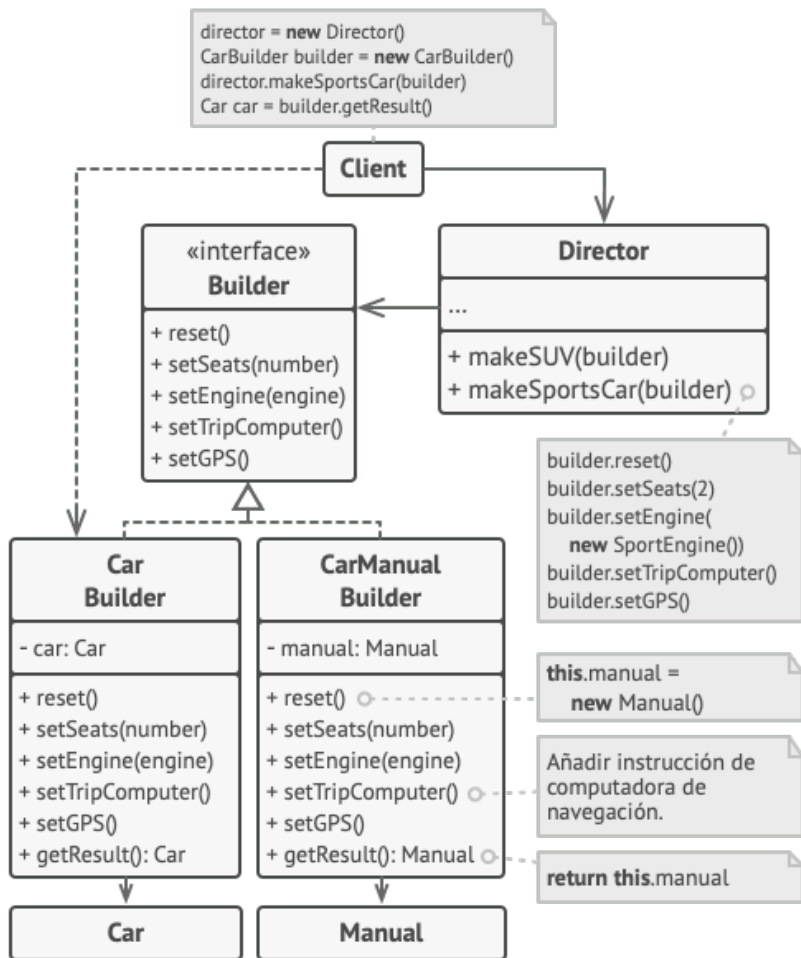 director = new Director()
CarBuilder builder = new CarBuilder()
director.makeSportsCar(builder)
Car car = builder.getResult()
Client
«interface»
Builder
+ reset()
+ setSeats(number)
+ setEngine(engine)
+ setTripComputer()
+ setGPS()
Director
...
+ makeSUV(builder)
+ makeSportsCar(builder)
builder.reset()
builder.setSeats(2)
builder.setEngine(
new SportEngine())
builder.setTripComputer()
builder.setGPS()
Car
Builder
- car: Car
+ reset()
+ setSeats(number)
+ setEngine(engine)
+ setTripComputer()
+ setGPS()
+ getResult(): Car
CarManual
Builder
- manual: Manual
+ reset()
+ setSeats(number)
+ setEngine(engine)
+ setTripComputer()
+ setGPS()
+ getResult(): Manual
this.manual =
new Manual()
Añadir instrucción de
computadora de
navegación.
return this.manual
Car
Manual